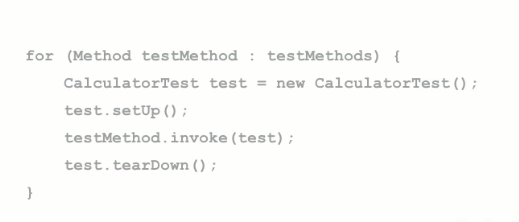 for (Method testMethod : testMethods) {
    CalculatorTest test = new CalculatorTest();
    test.setUp();
    testMethod.invoke(test);
    test.tearDown();
}